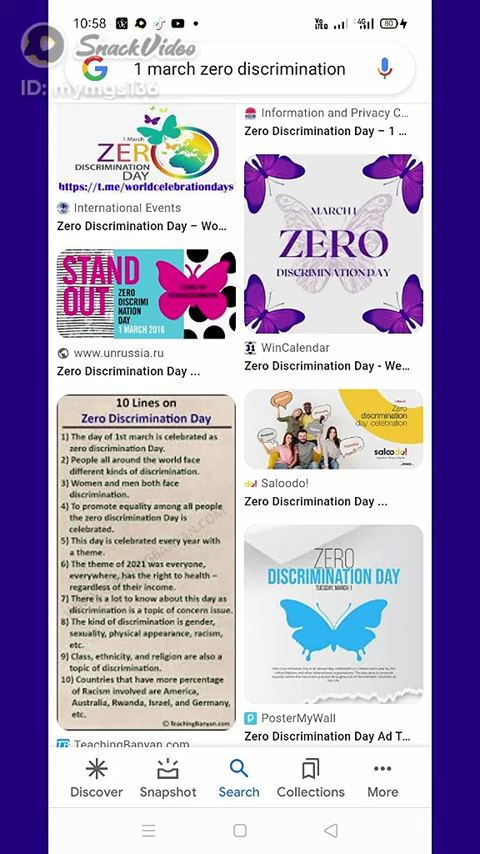 10:58
Vo LTE 4G 80
SnackVideo
ID: mymgs136
1 march zero discrimination
1 March
ZERO
DISCRIMINATION
DAY
https://t.me/worldcelebrationdays
International Events
Zero Discrimination Day – Wo...
STAND
OUT
ZERO
DISCRIMI
NATION
DAY
1 MARCH 2016
www.unrussia.ru
Zero Discrimination Day ...
10 Lines on
Zero Discrimination Day
1) The day of 1st march is celebrated as
zero discrimination Day.
2) People all around the world face
different kinds of discrimination.
3) Women and men both face
discrimination.
4) To promote equality among all people
the zero discrimination Day is
celebrated.
5) This day is celebrated every year with
a theme.
6) The theme of 2021 was everyone,
everywhere, has the right to health –
regardless of their income.
7) There is a lot to know about this day as
discrimination is a topic of concern issue.
8) The kind of discrimination is gender,
sexuality, physical appearance, racism,
etc.
9) Class, ethnicity, and religion are also a
topic of discrimination.
10) Countries that have more percentage
of Racism involved are America,
Australia, Rwanda, Israel, and Germany,
etc.
© TeachingBanyan.com
TeachingBanyan.com
Information and Privacy C...
Zero Discrimination Day – 1 ...
MARCH 1
ZERO
DISCRIMINATION DAY
31 WinCalendar
Zero Discrimination Day - We...
1 March
Zero
discrimination
day celebration
saloodo!
do! Saloodo!
Zero Discrimination Day ...
ZERO
DISCRIMINATION DAY
TUESDAY, MARCH 1
P PosterMyWall
Zero Discrimination Day Ad T...
Discover
Snapshot
Search
Collections
More